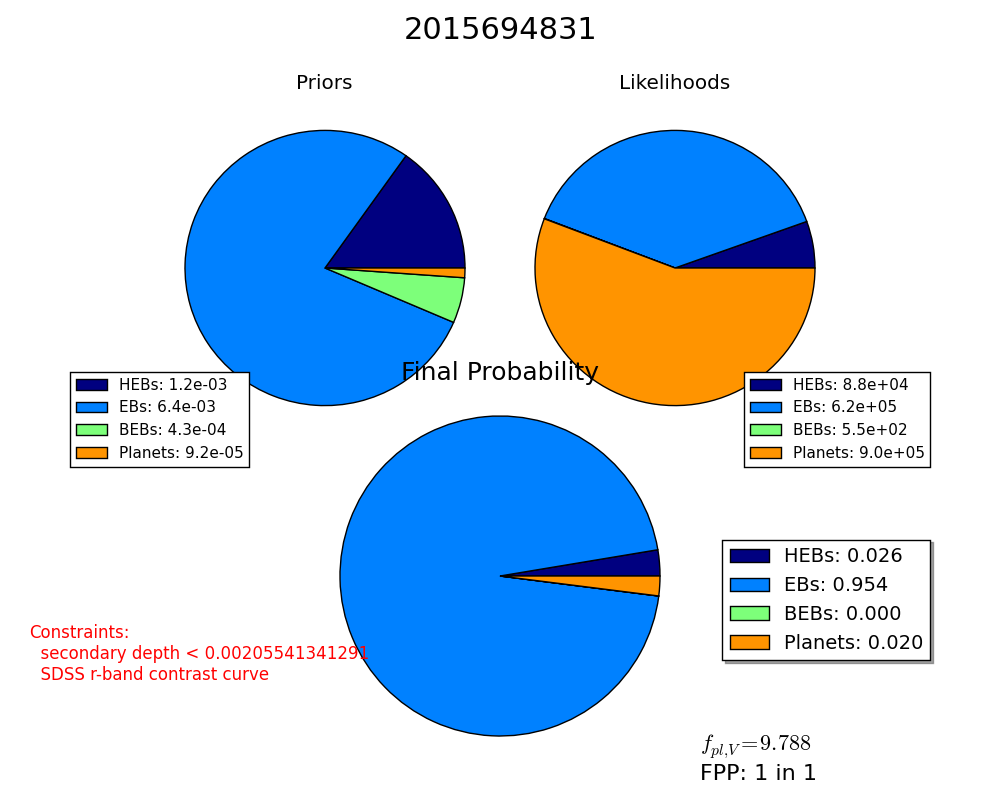 2015694831
Priors
Likelihoods
HEBs: 1.2e-03
EBs: 6.4e-03
BEBs: 4.3e-04
Planets: 9.2e-05
HEBs: 8.8e+04
EBs: 6.2e+05
BEBs: 5.5e+02
Planets: 9.0e+05
Final Probability
HEBs: 0.026
EBs: 0.954
BEBs: 0.000
Planets: 0.020
Constraints:
secondary depth < 0.00205541341291
SDSS r-band contrast curve
f_{pl,V}=9.788
FPP: 1 in 1